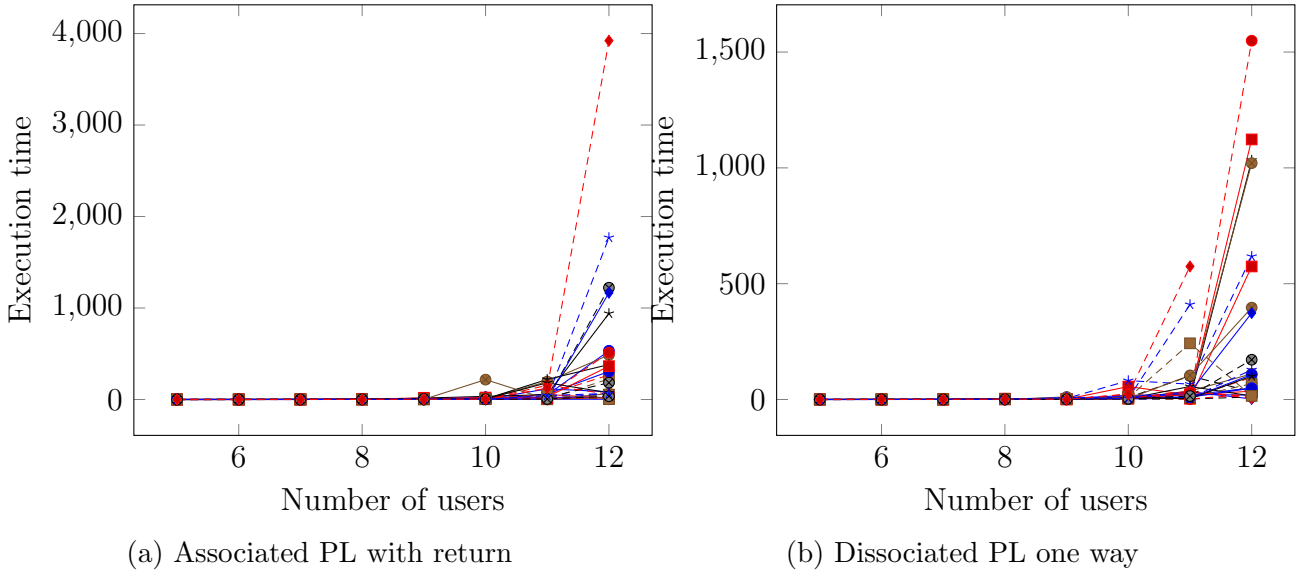 4,000
3,000
2,000
1,000
0
Execution time
6 8 10 12
Number of users
(a) Associated PL with return
1,500
1,000
500
0
Execution time
6 8 10 12
Number of users
(b) Dissociated PL one way